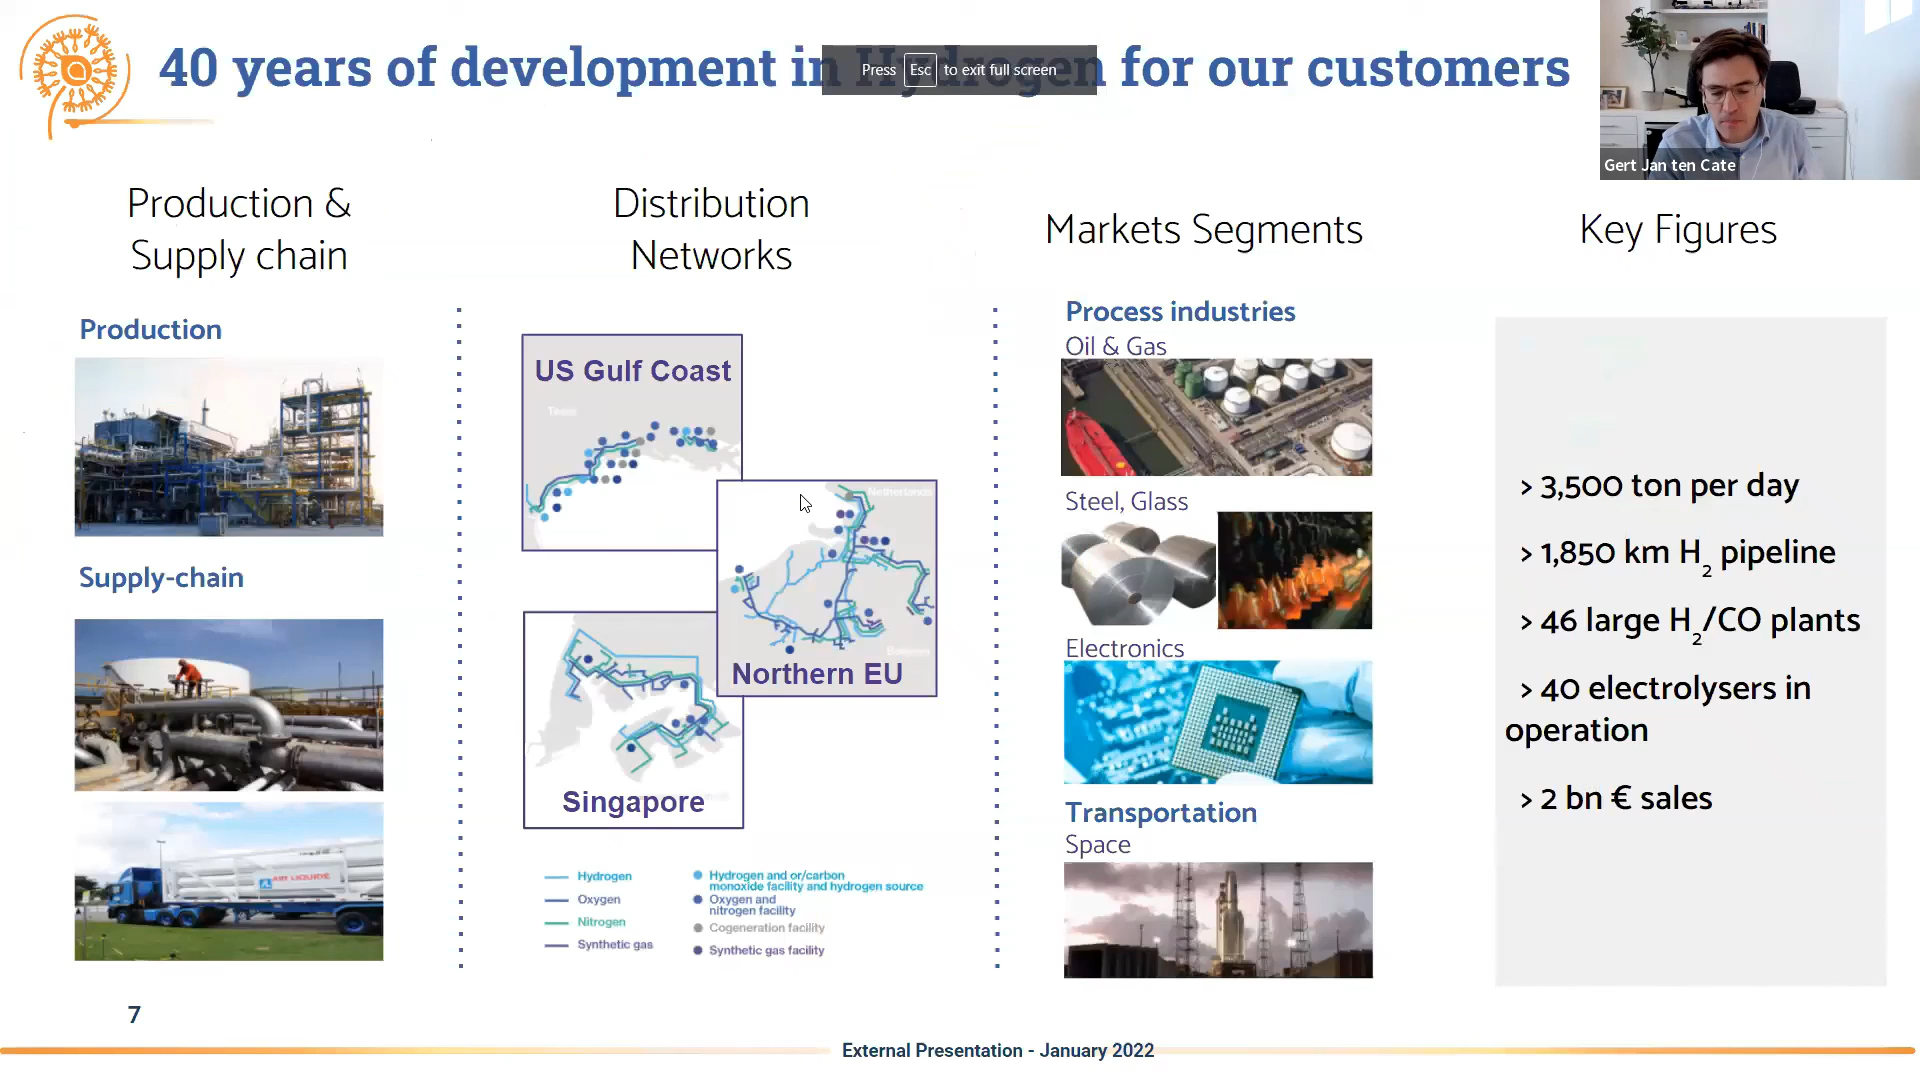 40 years of development in Hydrogen for our customers
Press Esc to exit full screen
Gert Jan ten Cate
Production &
Supply chain
Production
Supply-chain
AIR LIQUIDE
Distribution
Networks
US Gulf Coast
Texas
Netherlands
Northern EU
Singapore
Hydrogen
Oxygen
Nitrogen
Synthetic gas
Hydrogen and or/carbon
monoxide facility and hydrogen source
Oxygen and
nitrogen facility
Cogeneration facility
Synthetic gas facility
Markets Segments
Process industries
Oil & Gas
Steel, Glass
Electronics
Transportation
Space
Key Figures
> 3,500 ton per day
> 1,850 km H2 pipeline
> 46 large H2/CO plants
> 40 electrolysers in
operation
> 2 bn € sales
7
External Presentation - January 2022